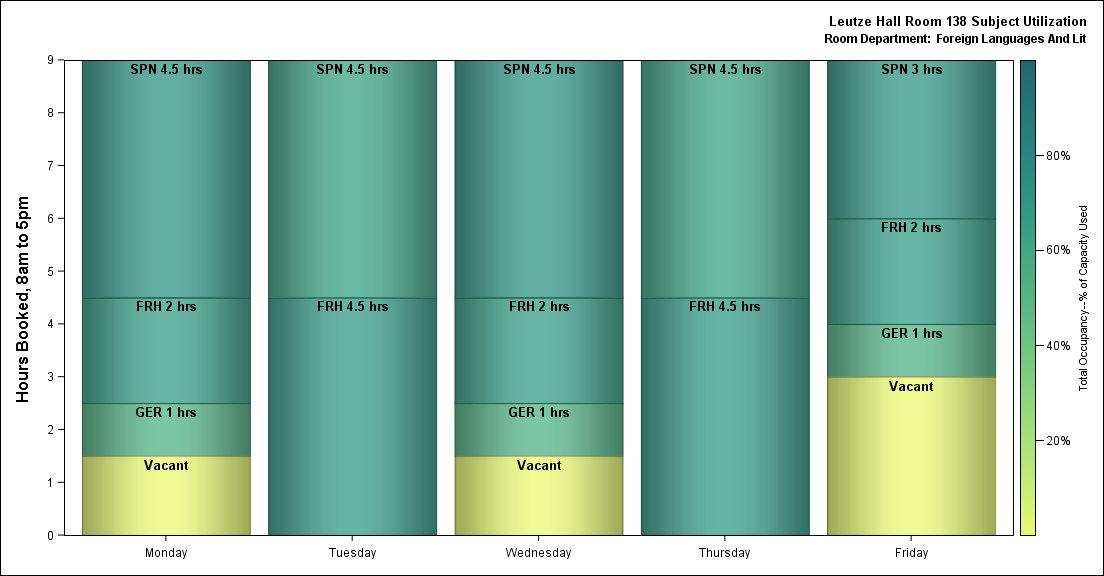 Leutze Hall Room 138 Subject Utilization
Room Department: Foreign Languages And Lit
Hours Booked, 8am to 5pm
9
8
7
6
5
4
3
2
1
0
SPN 4.5 hrs
FRH 2 hrs
GER 1 hrs
Vacant
SPN 4.5 hrs
FRH 4.5 hrs
SPN 4.5 hrs
FRH 2 hrs
GER 1 hrs
Vacant
SPN 4.5 hrs
FRH 4.5 hrs
SPN 3 hrs
FRH 2 hrs
GER 1 hrs
Vacant
Monday
Tuesday
Wednesday
Thursday
Friday
80%
60%
40%
20%
Total Occupancy--% of Capacity Used